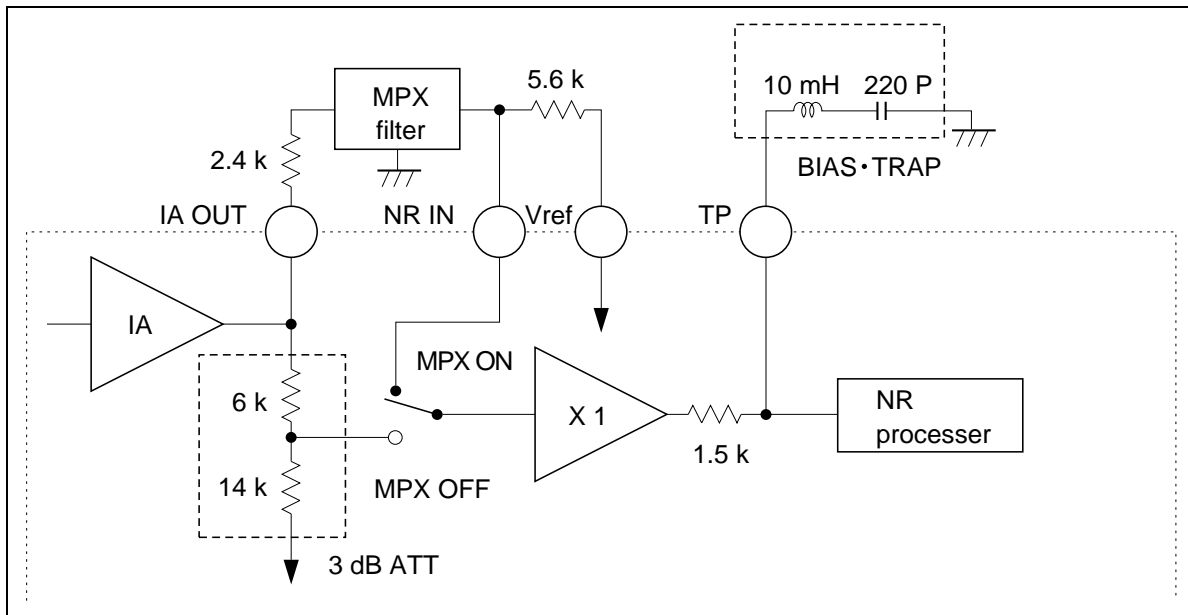 10 mH 220 P
5.6 k
MPX
filter
2.4 k
BIAS・TRAP
IA OUT NR IN Vref TP
IA
MPX ON
6 k
X 1
NR
processer
1.5 k
14 k
MPX OFF
3 dB ATT